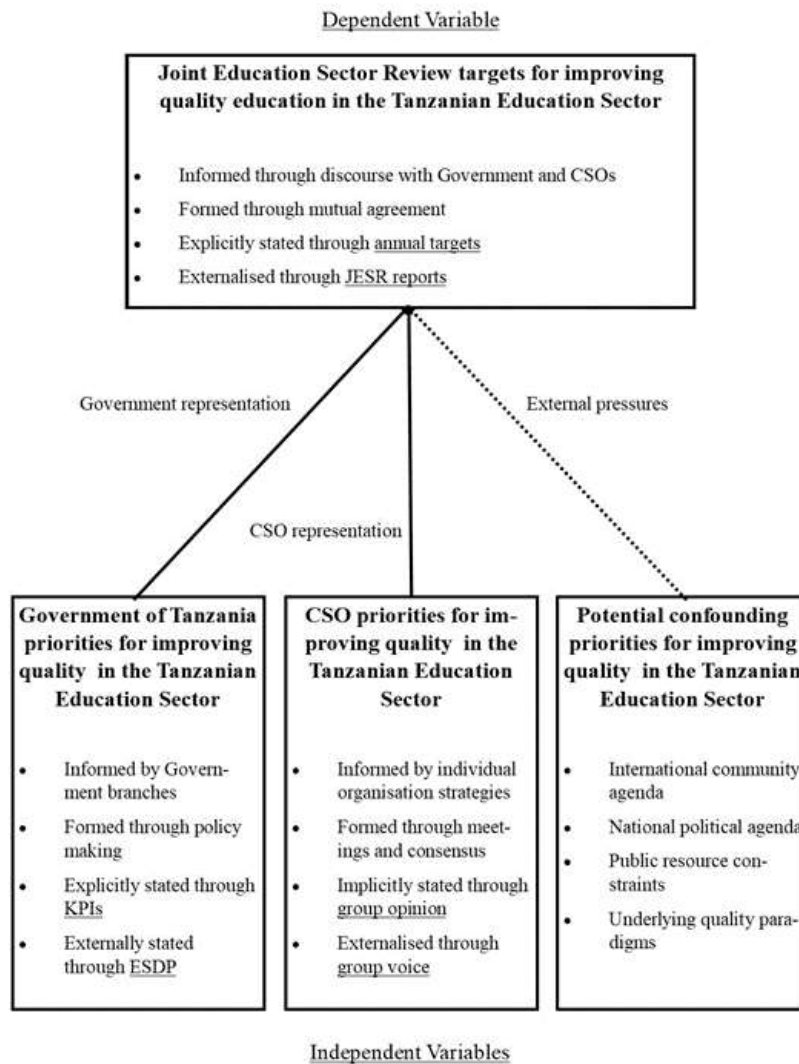 Dependent Variable
Joint Education Sector Review targets for improving
quality education in the Tanzanian Education Sector
• Informed through discourse with Government and CSOs
• Formed through mutual agreement
• Explicitly stated through annual targets
• Externalised through JESR reports
Government representation
External pressures
CSO representation
Government of Tanzania
priorities for improving
quality in the Tanzanian
Education Sector
• Informed by Govern-
ment branches
• Formed through policy
making
• Explicitly stated through
KPIs
• Externally stated
through ESDP
CSO priorities for im-
proving quality in the
Tanzanian Education
Sector
• Informed by individual
organisation strategies
• Formed through meet-
ings and consensus
• Implicitly stated through
group opinion
• Externalised through
group voice
Potential confounding
priorities for improving
quality in the Tanzanian
Education Sector
• International community
agenda
• National political agenda
• Public resource con-
straints
• Underlying quality para-
digms
Independent Variables